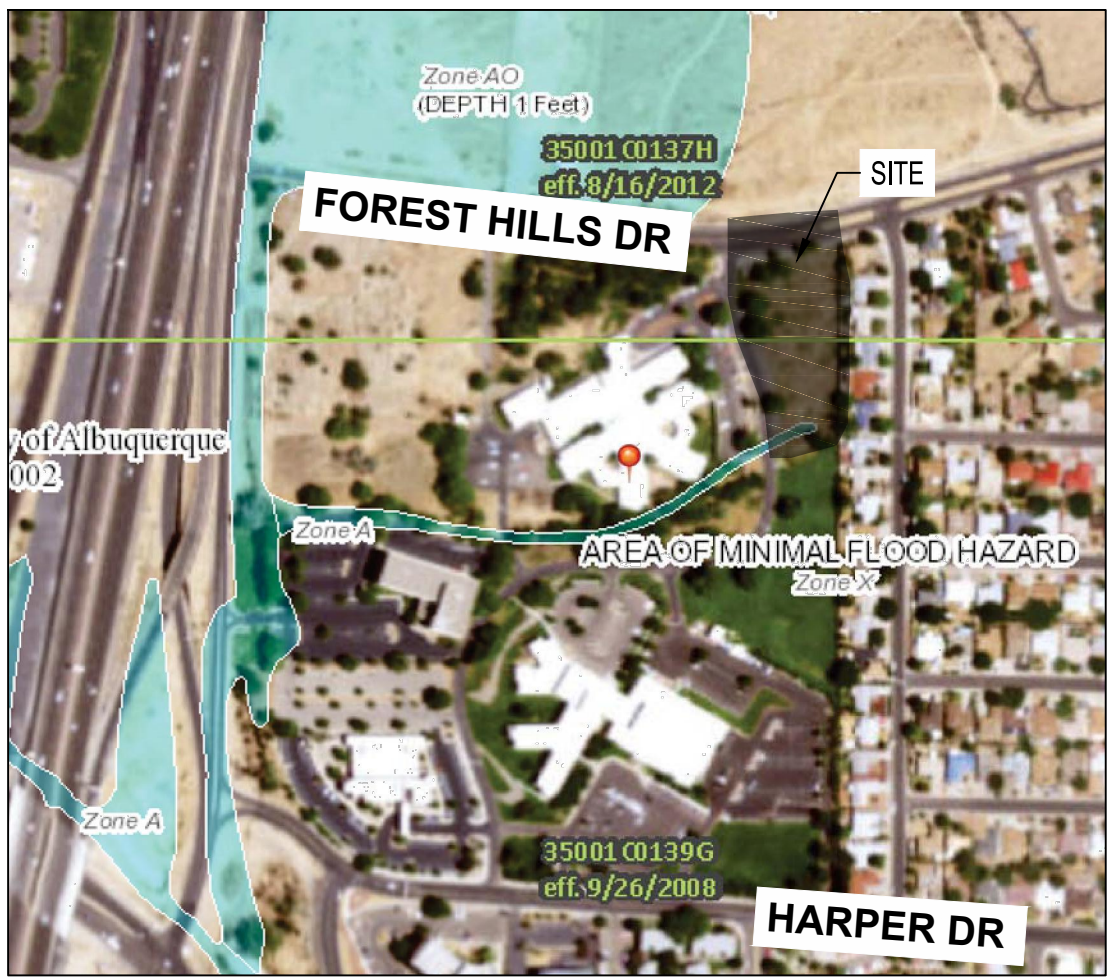 Zone AO
(DEPTH 1 Feet)
35001C0137H
eff. 8/16/2012
SITE
FOREST HILLS DR
y of Albuquerque
002
Zone A
AREA OF MINIMAL FLOOD HAZARD
Zone X
Zone A
35001C0139G
eff. 9/26/2008
HARPER DR